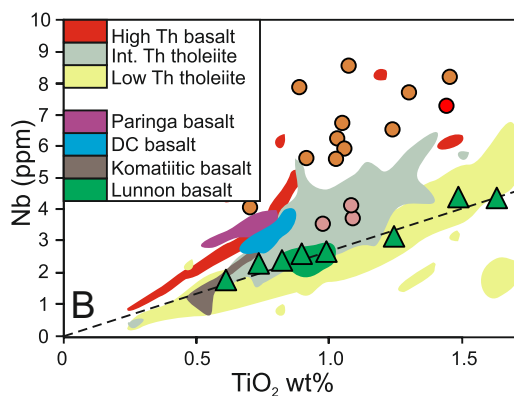 10
9
8
7
6
5
4
3
2
1
0
Nb (ppm)
High Th basalt
Int. Th tholeiite
Low Th tholeiite
Paringa basalt
DC basalt
Komatiitic basalt
Lunnon basalt
B
0 0.5 1.0 1.5
TiO₂ wt%